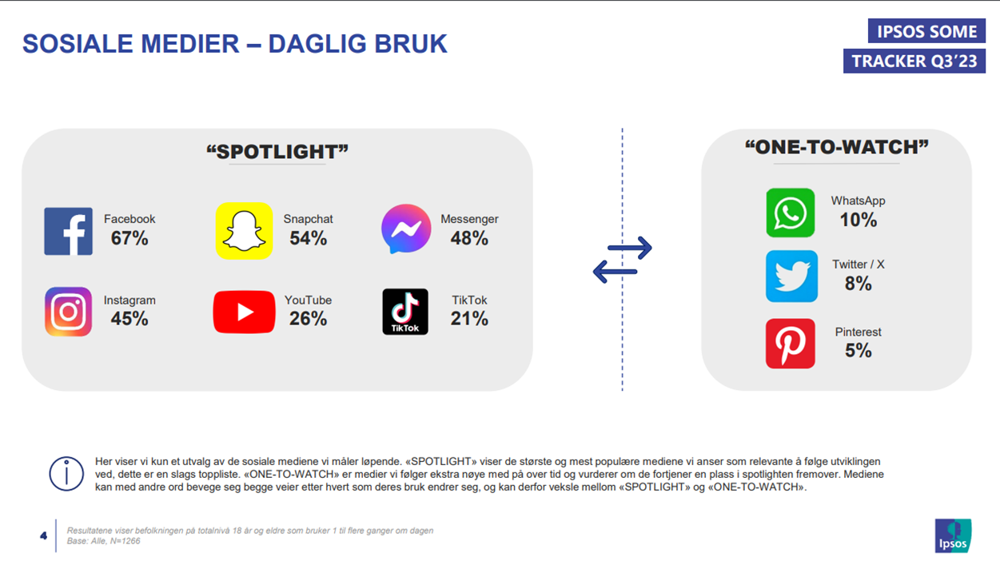 SOSIALE MEDIER – DAGLIG BRUK
IPSOS SOME
TRACKER Q3’23
“SPOTLIGHT”
Facebook
67%
Snapchat
54%
Messenger
48%
Instagram
45%
YouTube
26%
TikTok
TikTok
21%
“ONE-TO-WATCH”
WhatsApp
10%
Twitter / X
8%
Pinterest
5%
Her viser vi kun et utvalg av de sosiale mediene vi måler løpende. «SPOTLIGHT» viser de største og mest populære mediene vi anser som relevante å følge utviklingen
ved, dette er en slags toppliste. «ONE-TO-WATCH» er medier vi følger ekstra nøye med på over tid og vurderer om de fortjener en plass i spotlighten fremover. Mediene
kan med andre ord bevege seg begge veier etter hvert som deres bruk endrer seg, og kan derfor veksle mellom «SPOTLIGHT» og «ONE-TO-WATCH».
4
Resultatene viser befolkningen på totalnivå 18 år og eldre som bruker 1 til flere ganger om dagen
Base: Alle, N=1266
Ipsos